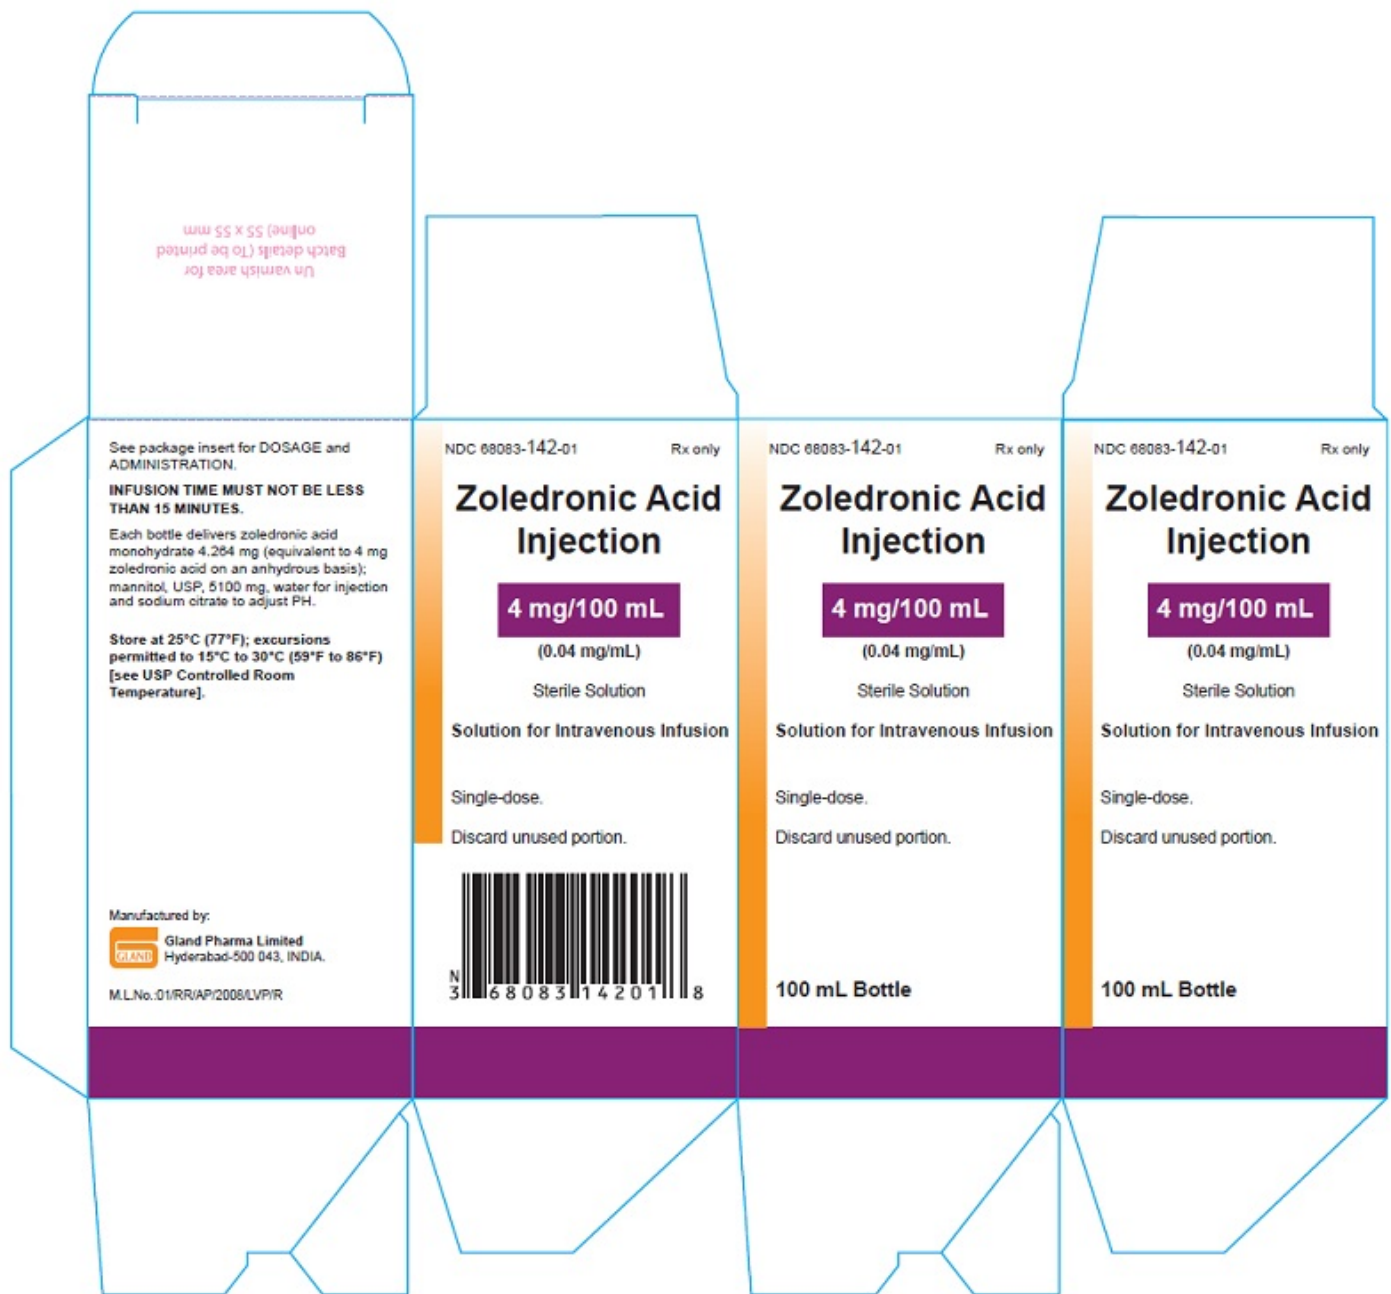 Un varnish area for
Batch details (To be printed
online) 55 x 55 mm
See package insert for DOSAGE and
ADMINISTRATION.
INFUSION TIME MUST NOT BE LESS
THAN 15 MINUTES.
Each bottle delivers zoledronic acid
monohydrate 4.264 mg (equivalent to 4 mg
zoledronic acid on an anhydrous basis);
mannitol, USP, 5100 mg, water for injection
and sodium citrate to adjust PH.
Store at 25°C (77°F); excursions
permitted to 15°C to 30°C (59°F to 86°F)
[see USP Controlled Room
Temperature].
Manufactured by:
GLAND
Gland Pharma Limited
Hyderabad-500 043, INDIA.
M.L.No.:01/RR/AP/2008/LVP/R
NDC 68083-142-01 Rx only
Zoledronic Acid
Injection
4 mg/100 mL
(0.04 mg/mL)
Sterile Solution
Solution for Intravenous Infusion
Single-dose.
Discard unused portion.
N
3 68083 14201 8
NDC 68083-142-01 Rx only
Zoledronic Acid
Injection
4 mg/100 mL
(0.04 mg/mL)
Sterile Solution
Solution for Intravenous Infusion
Single-dose.
Discard unused portion.
100 mL Bottle
NDC 68083-142-01 Rx only
Zoledronic Acid
Injection
4 mg/100 mL
(0.04 mg/mL)
Sterile Solution
Solution for Intravenous Infusion
Single-dose.
Discard unused portion.
100 mL Bottle